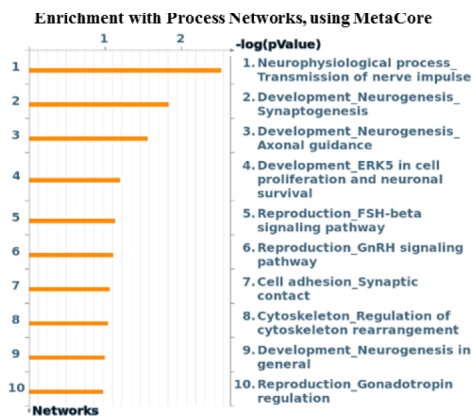 Enrichment with Process Networks, using MetaCore
1 2
-log(pValue)
1 1. Neurophysiological process_
Transmission of nerve impulse
2 2. Development_Neurogenesis_
Synaptogenesis
3 3. Development_Neurogenesis_
Axonal guidance
4 4. Development_ERK5 in cell
proliferation and neuronal
survival
5 5. Reproduction_FSH-beta
signaling pathway
6 6. Reproduction_GnRH signaling
pathway
7 7. Cell adhesion_Synaptic
contact
8 8. Cytoskeleton_Regulation of
cytoskeleton rearrangement
9 9. Development_Neurogenesis in
general
10 10. Reproduction_Gonadotropin
regulation
Networks